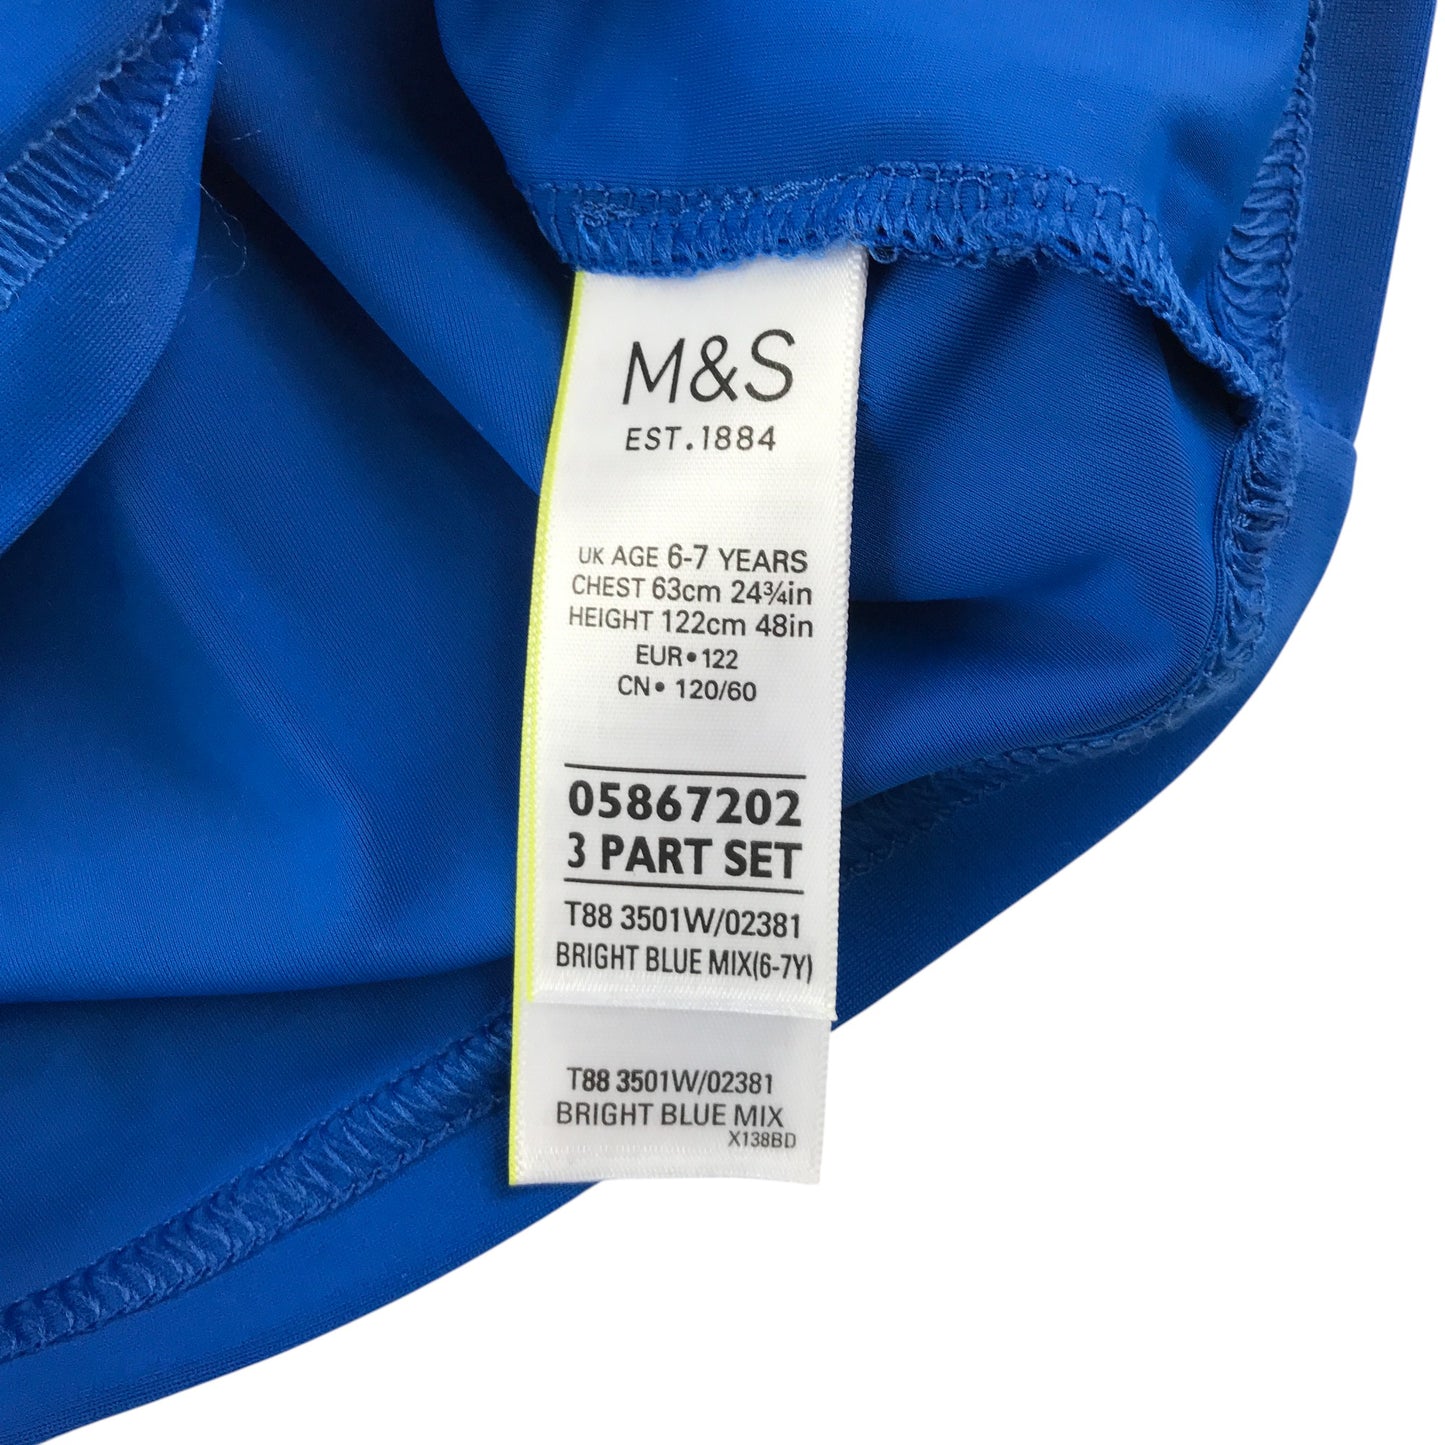 M&S
EST.1884
UK AGE 6-7 YEARS
CHEST 63cm 24¾in
HEIGHT 122cm 48in
EUR•122
CN• 120/60
05867202
3 PART SET
T88 3501W/02381
BRIGHT BLUE MIX(6-7Y)
T88 3501W/02381
BRIGHT BLUE MIX
X138BD